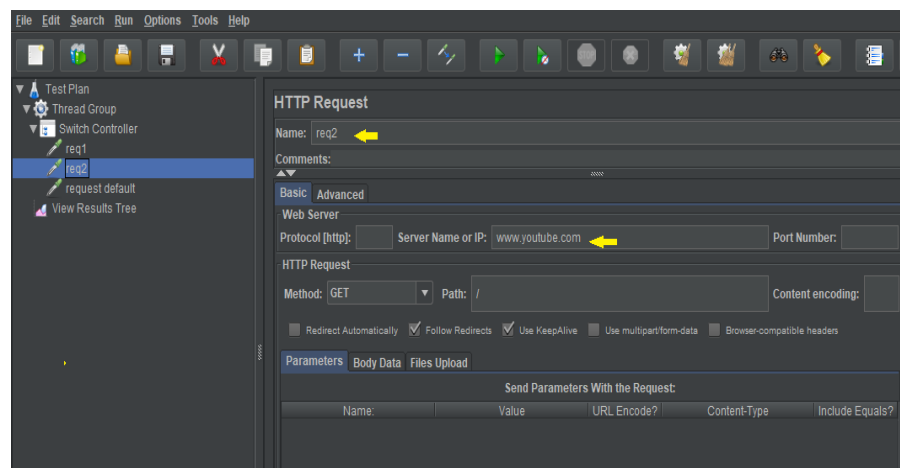 File Edit Search Run Options Tools Help
Test Plan
Thread Group
Switch Controller
req1
req2
request default
View Results Tree
HTTP Request
Name: req2
Comments:
Basic Advanced
Web Server
Protocol [http]: Server Name or IP: www.youtube.com Port Number:
HTTP Request
Method: GET Path: / Content encoding:
Redirect Automatically Follow Redirects Use KeepAlive Use multipart/form-data Browser-compatible headers
Parameters Body Data Files Upload
Send Parameters With the Request:
Name: Value URL Encode? Content-Type Include Equals?